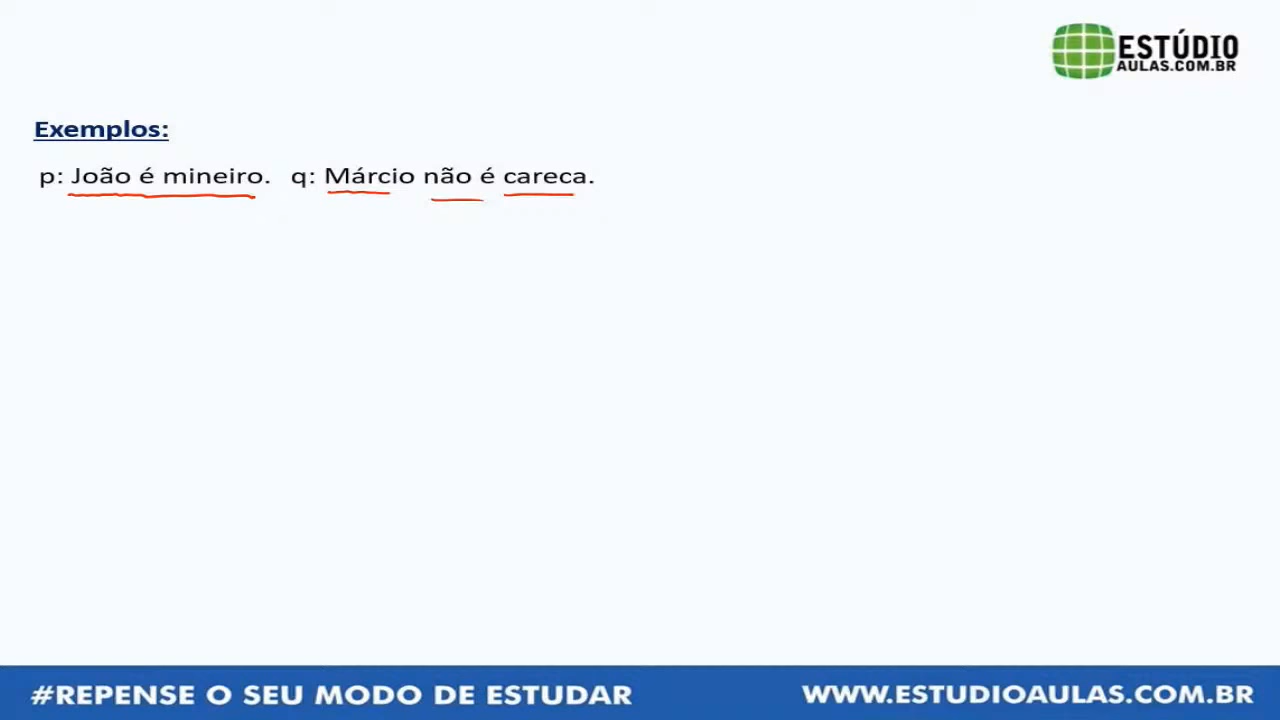 ESTÚDIO
AULAS.COM.BR
Exemplos:
p: João é mineiro. q: Márcio não é careca.
#REPENSE O SEU MODO DE ESTUDAR
WWW.ESTUDIOAULAS.COM.BR